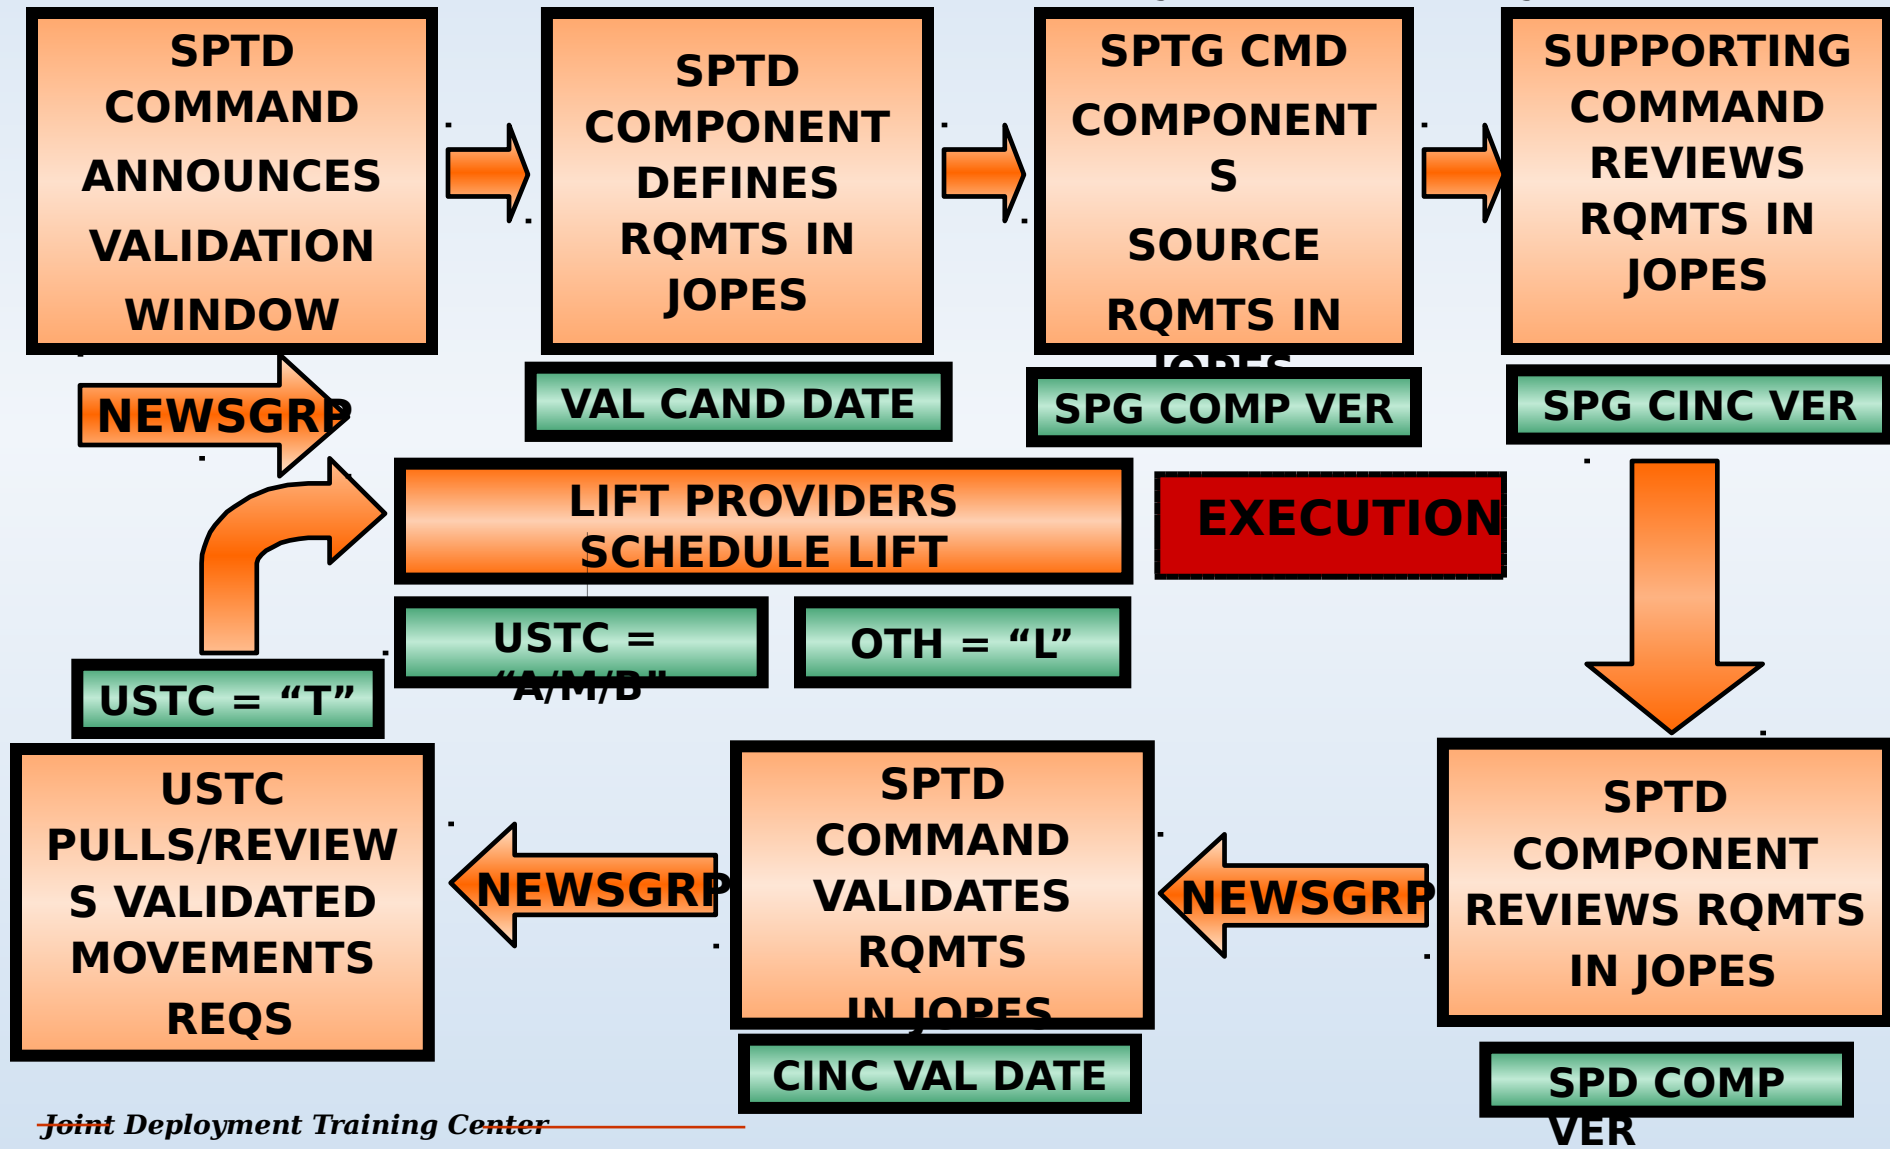 SPTD
COMMAND
ANNOUNCES
VALIDATION
WINDOW
SPTD
COMPONENT
DEFINES
RQMTS IN
JOPES
SPTG CMD
COMPONENT
S
SOURCE
RQMTS IN
JOPES
SUPPORTING
COMMAND
REVIEWS
RQMTS IN
JOPES
NEWSGRP
VAL CAND DATE
SPG COMP VER
SPG CINC VER
LIFT PROVIDERS
SCHEDULE LIFT
EXECUTION
USTC =
“A/M/B"
OTH = “L”
USTC = “T”
USTC
PULLS/REVIEW
S VALIDATED
MOVEMENTS
REQS
NEWSGRP
SPTD
COMMAND
VALIDATES
RQMTS
IN JOPES
NEWSGRP
SPTD
COMPONENT
REVIEWS RQMTS
IN JOPES
CINC VAL DATE
SPD COMP
VER
Joint Deployment Training Center